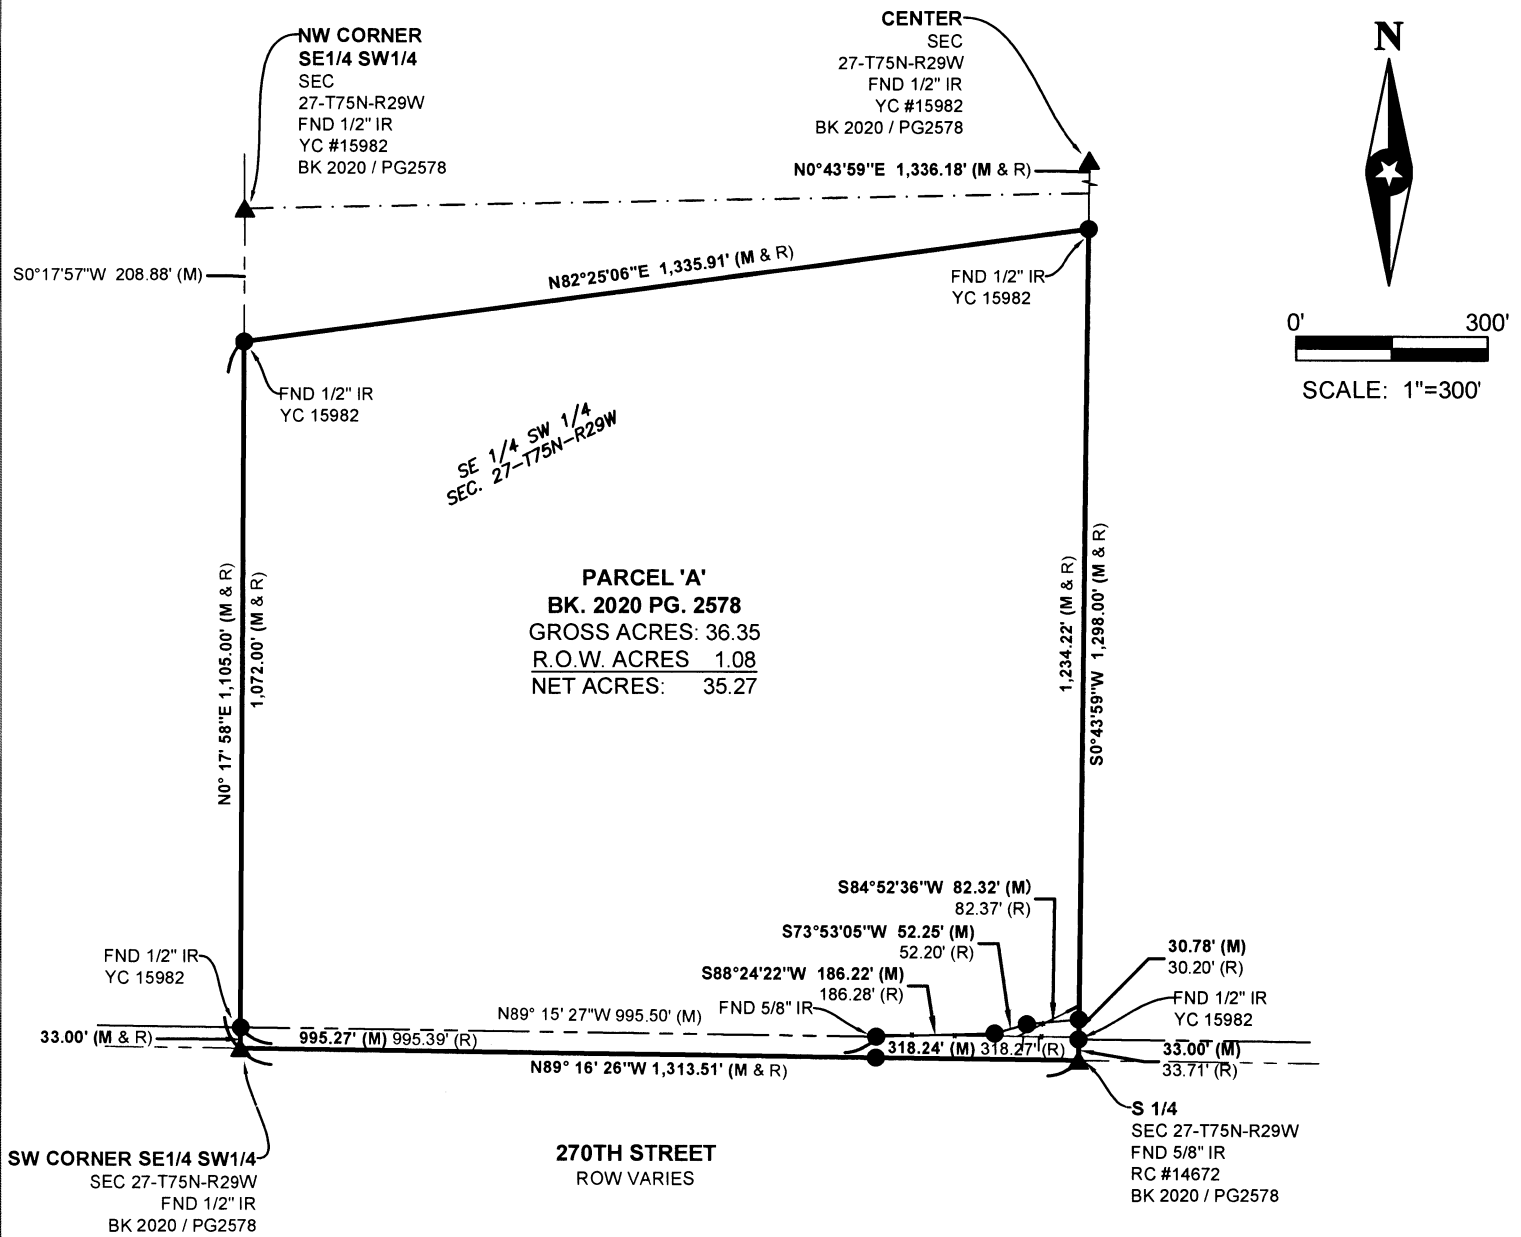 NW CORNER
SE1/4 SW1/4
SEC
27-T75N-R29W
FND 1/2" IR
YC #15982
BK 2020 / PG2578
CENTER
SEC
27-T75N-R29W
FND 1/2" IR
YC #15982
BK 2020 / PG2578
N0°43'59"E 1,336.18' (M & R)
N
S0°17'57"W 208.88' (M)
N82°25'06"E 1,335.91' (M & R)
FND 1/2" IR
YC 15982
0' 300'
SCALE: 1"=300'
FND 1/2" IR
YC 15982
SE 1/4 SW 1/4
SEC. 27-T75N-R29W
N0° 17' 58"E 1,105.00' (M & R)
1,072.00' (M & R)
PARCEL 'A'
BK. 2020 PG. 2578
GROSS ACRES: 36.35
R.O.W. ACRES 1.08
NET ACRES: 35.27
1,234.22' (M & R)
S0°43'59"W 1,298.00' (M & R)
S84°52'36"W 82.32' (M)
82.37' (R)
S73°53'05"W 52.25' (M)
52.20' (R)
S88°24'22"W 186.22' (M)
186.28' (R)
30.78' (M)
30.20' (R)
FND 1/2" IR
YC 15982
FND 1/2" IR
YC 15982
N89° 15' 27"W 995.50' (M)
FND 5/8" IR
33.00' (M & R)
995.27' (M) 995.39' (R)
318.24' (M) 318.27' (R)
33.00' (M)
33.71' (R)
N89° 16' 26"W 1,313.51' (M & R)
S 1/4
SEC 27-T75N-R29W
FND 5/8" IR
RC #14672
BK 2020 / PG2578
SW CORNER SE1/4 SW1/4
SEC 27-T75N-R29W
FND 1/2" IR
BK 2020 / PG2578
270TH STREET
ROW VARIES